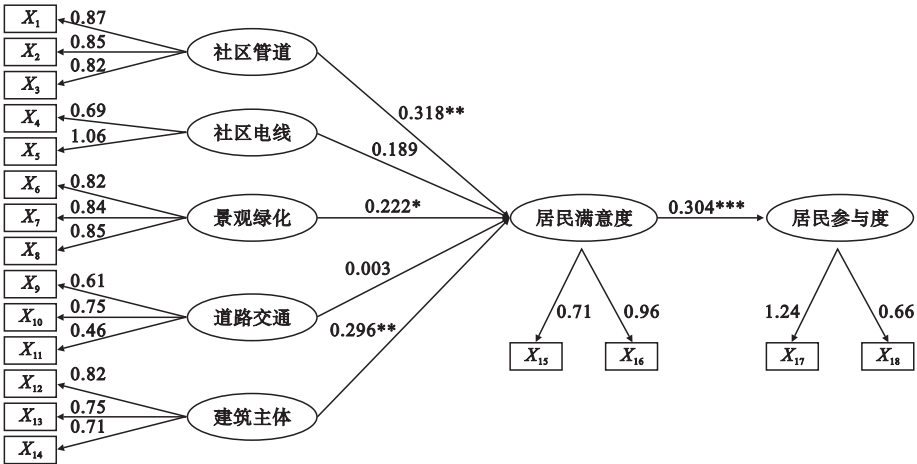 X₁ 0.87
X₂ 0.85
X₃ 0.82
社区管道
0.318**
X₄ 0.69
X₅ 1.06
社区电线
0.189
X₆ 0.82
X₇ 0.84
X₈ 0.85
景观绿化
0.222*
居民满意度
0.304***
居民参与度
X₉ 0.61
X₁₀ 0.75
X₁₁ 0.46
道路交通
0.003
0.296**
0.71 0.96
X₁₅ X₁₆
1.24 0.66
X₁₇ X₁₈
X₁₂ 0.82
X₁₃ 0.75
X₁₄ 0.71
建筑主体